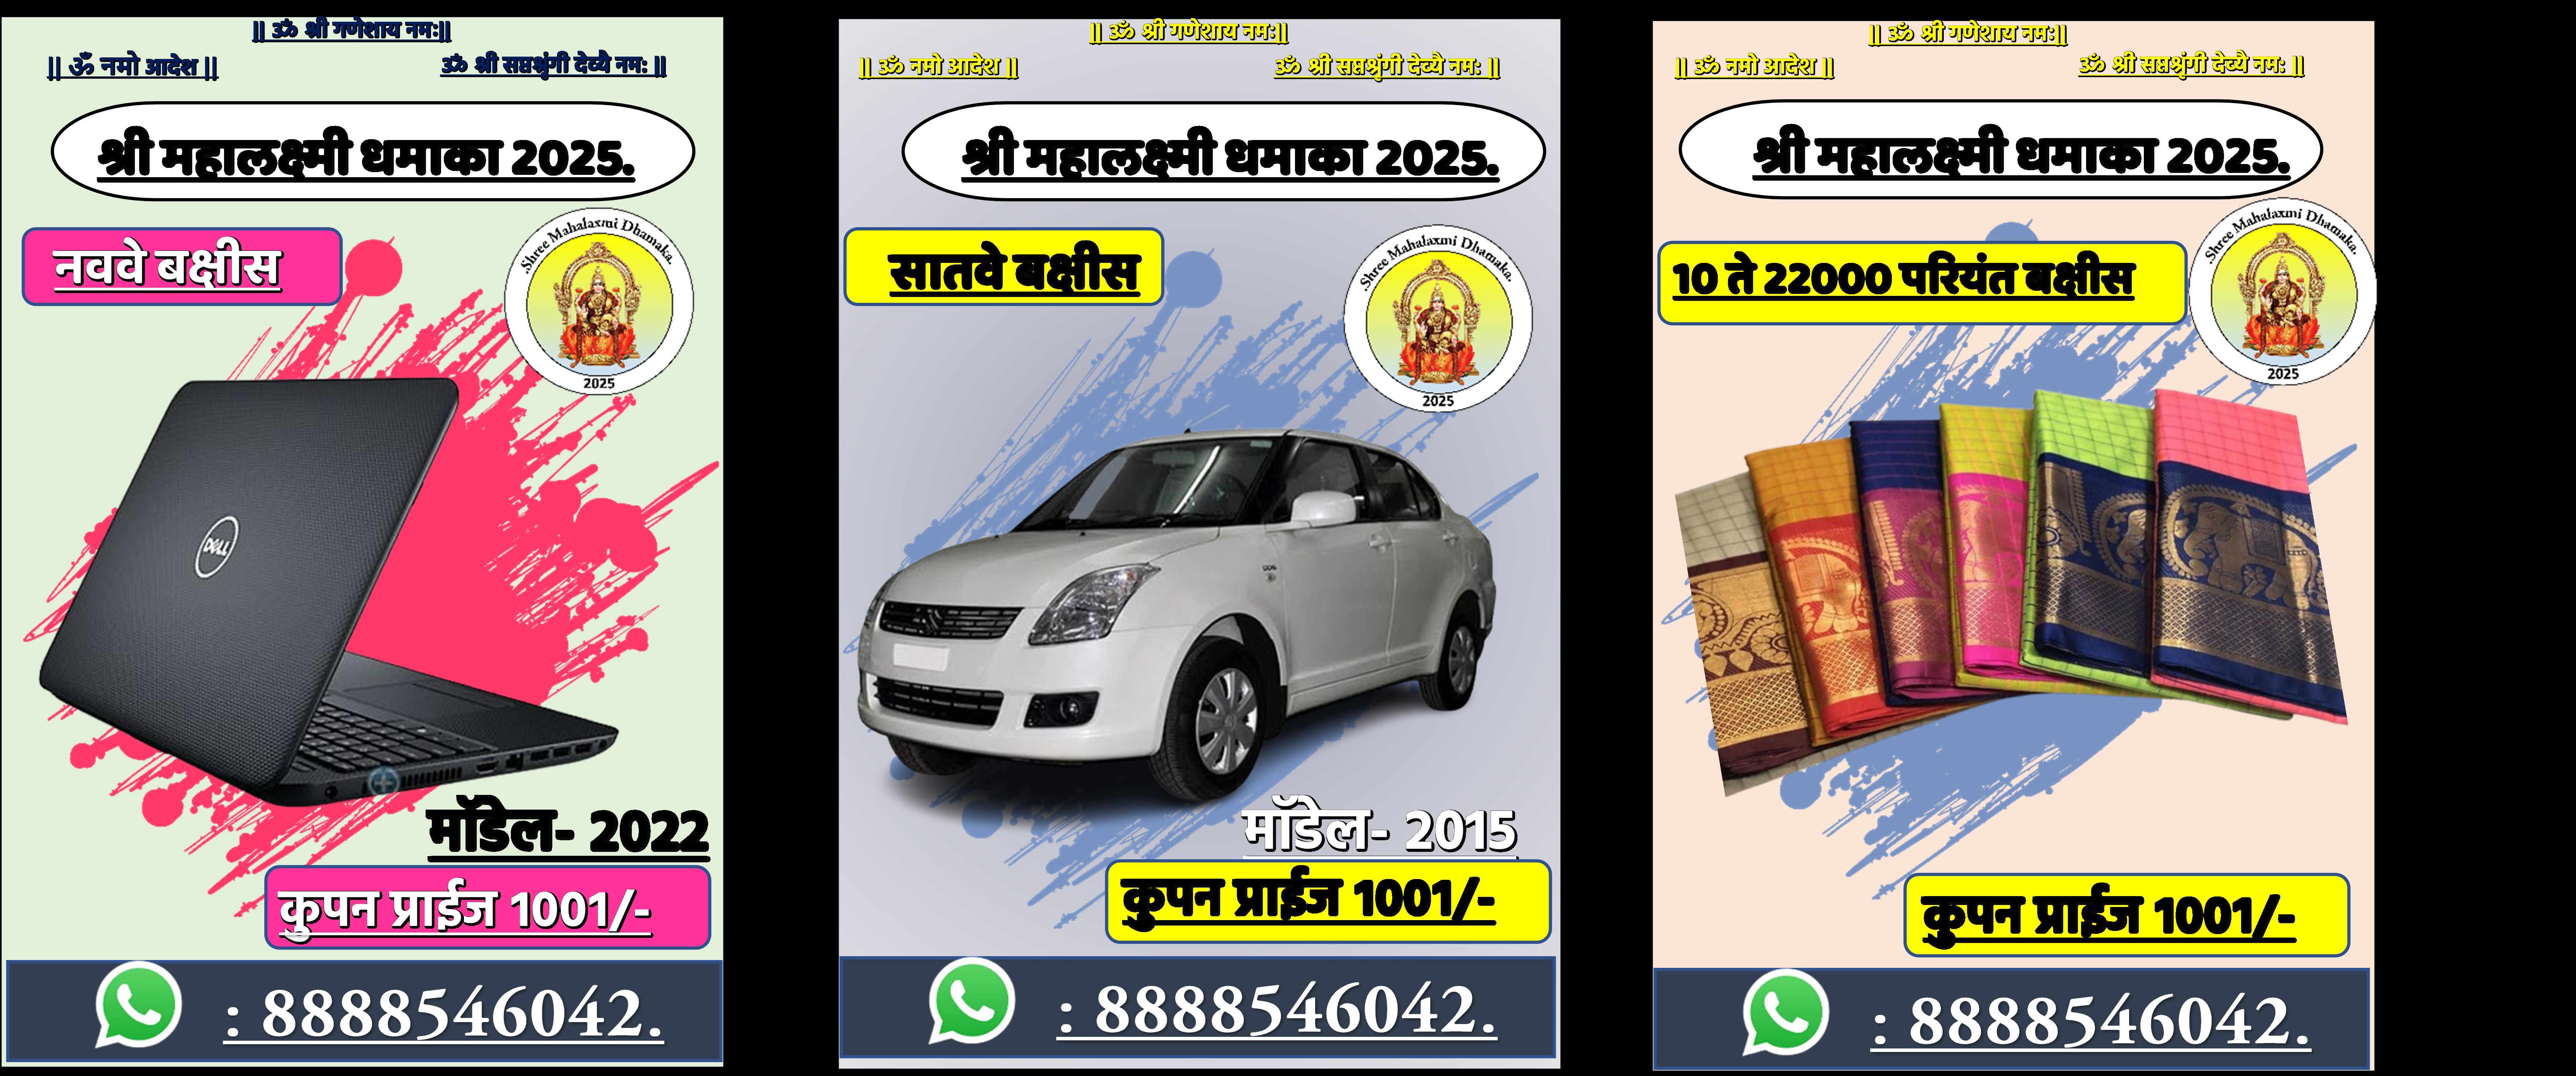 || ॐ श्री गणेशाय नमः||
|| ॐ नमो आदेश ||
ॐ श्री सप्तश्रृंगी देव्यै नमः ||
श्री महालक्ष्मी धमाका 2025.
नववे बक्षीस
.Shree Mahalaxmi Dhamaka.
2025
DELL
मॉडेल- 2022
कुपन प्राईज 1001/-
: 8888546042.
|| ॐ श्री गणेशाय नमः||
|| ॐ नमो आदेश ||
ॐ श्री सप्तश्रृंगी देव्यै नमः ||
श्री महालक्ष्मी धमाका 2025.
सातवे बक्षीस
.Shree Mahalaxmi Dhamaka.
2025
मॉडेल- 2015
कुपन प्राईज 1001/-
: 8888546042.
|| ॐ श्री गणेशाय नमः||
|| ॐ नमो आदेश ||
ॐ श्री सप्तश्रृंगी देव्यै नमः ||
श्री महालक्ष्मी धमाका 2025.
10 ते 22000 परियंत बक्षीस
.Shree Mahalaxmi Dhamaka.
2025
कुपन प्राईज 1001/-
: 8888546042.